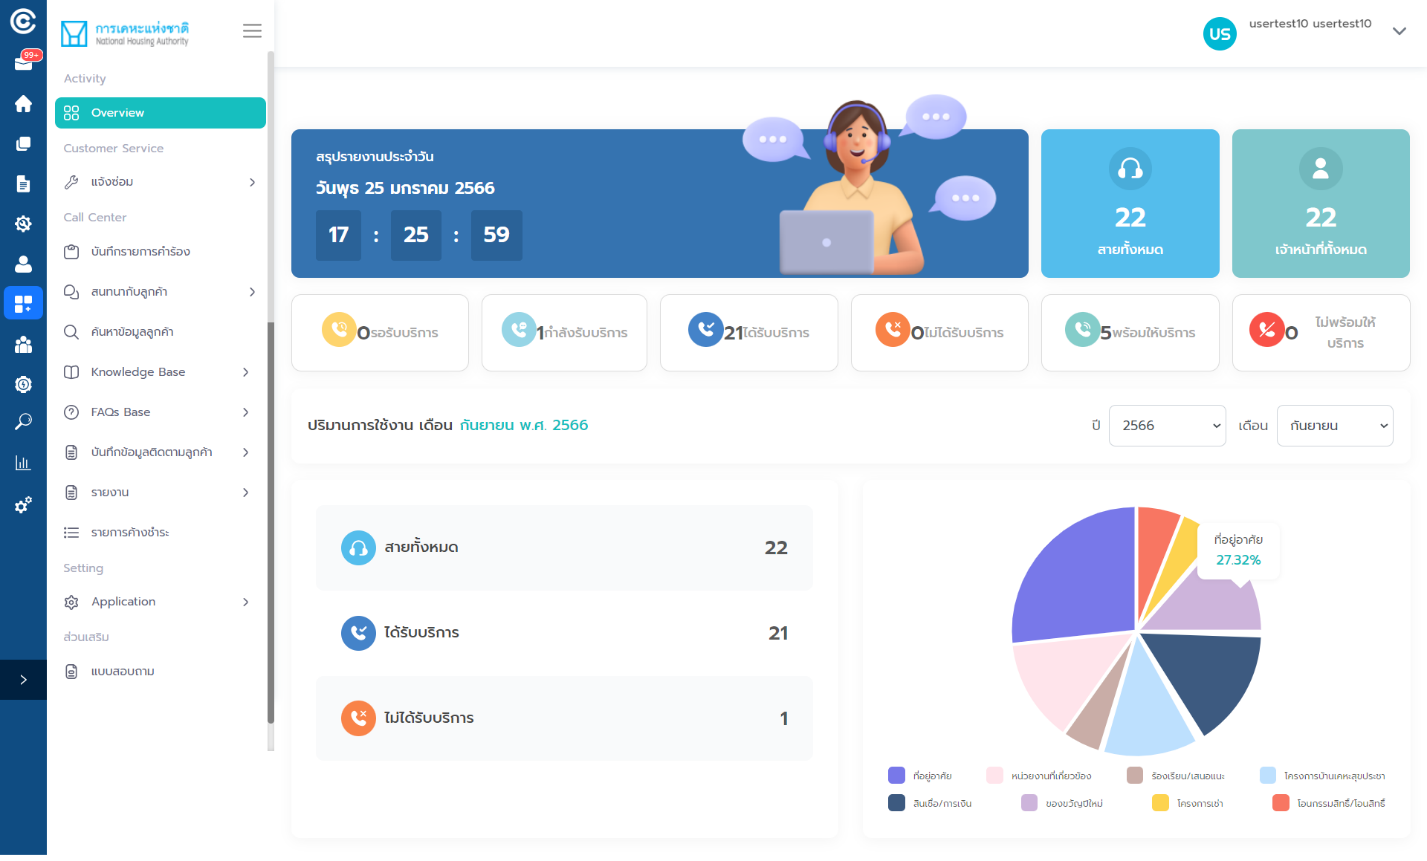 99+
การเคหะแห่งชาติ
National Housing Authority
US
usertest10 usertest10
Activity
Overview
Customer Service
แจ้งซ่อม
Call Center
บันทึกรายการคำร้อง
สนทนากับลูกค้า
ค้นหาข้อมูลลูกค้า
Knowledge Base
FAQs Base
บันทึกข้อมูลติดตามลูกค้า
รายงาน
รายการค้างชำระ
Setting
Application
ส่วนเสริม
แบบสอบถาม
สรุปรายงานประจำวัน
วันพุธ 25 มกราคม 2566
17 : 25 : 59
22
สายทั้งหมด
22
เจ้าหน้าที่ทั้งหมด
0 รอรับบริการ
1 กำลังรับบริการ
21 ได้รับบริการ
0 ไม่ได้รับบริการ
5 พร้อมให้บริการ
0 ไม่พร้อมให้
บริการ
ปริมานการใช้งาน เดือน กันยายน พ.ศ. 2566
ปี 2566 เดือน กันยายน
สายทั้งหมด 22
ได้รับบริการ 21
ไม่ได้รับบริการ 1
ที่อยู่อาศัย
27.32%
ที่อยู่อาศัย หน่วยงานที่เกี่ยวข้อง ร้องเรียน/เสนอแนะ โครงการบ้านเคหะสุขประชา
สินเชื่อ/การเงิน ของขวัญปีใหม่ โครงการเช่า โอนกรรมสิทธิ์/โอนสิทธิ์